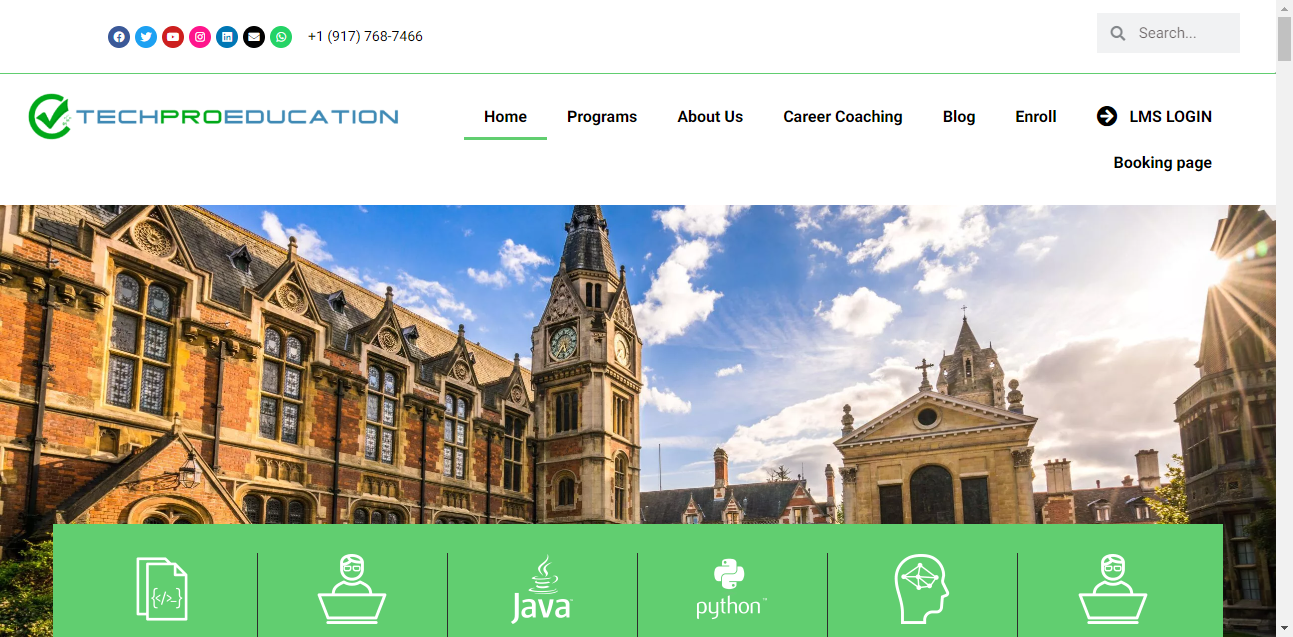 +1 (917) 768-7466
Search...
TECHPROEDUCATION
Home
Programs
About Us
Career Coaching
Blog
Enroll
LMS LOGIN
Booking page
{</>_}
Java™
python™